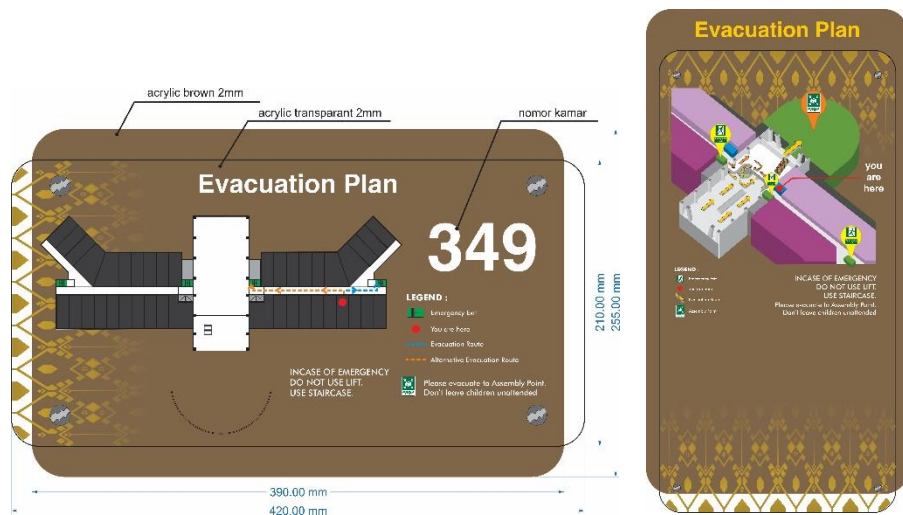 acrylic brown 2mm
acrylic transparant 2mm
nomor kamar
Evacuation Plan
349
LEGEND :
Emergency Exit
You are here
Evacuation Route
Alternative Evacuation Route
INCASE OF EMERGENCY
DO NOT USE LIFT.
USE STAIRCASE.
Please evacuate to Assembly Point.
Don't leave children unattended
210.00 mm
255.00 mm
390.00 mm
420.00 mm
Evacuation Plan
you
are
here
LEGEND :
INCASE OF EMERGENCY
DO NOT USE LIFT.
USE STAIRCASE.
Please evacuate to Assembly Point.
Don't leave children unattended